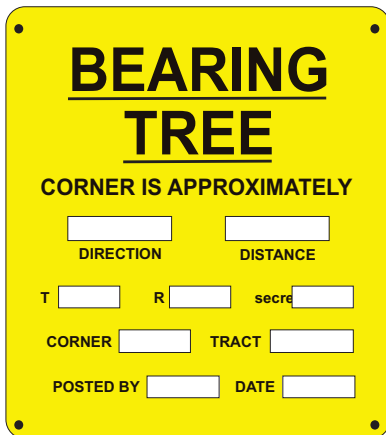 BEARING
TREE
CORNER IS APPROXIMATELY
DIRECTION DISTANCE
T R secre
CORNER TRACT
POSTED BY DATE